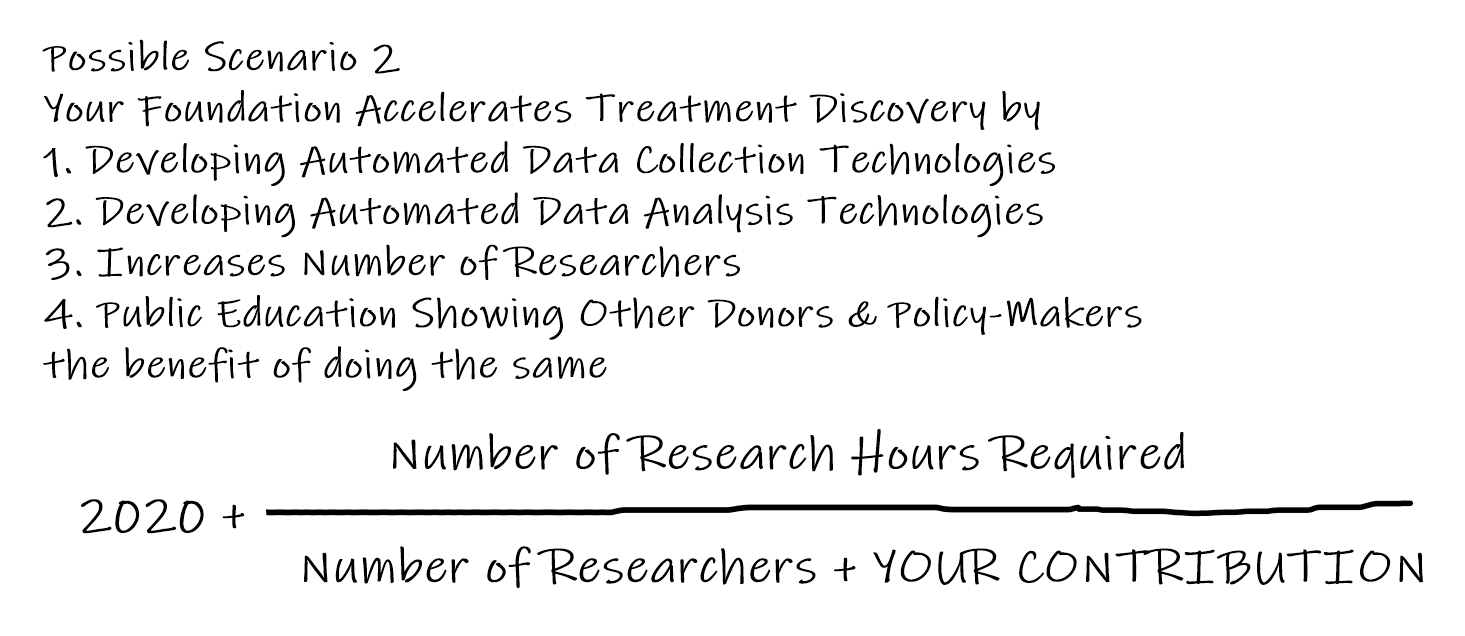 Possible Scenario 2
Your Foundation Accelerates Treatment Discovery by
1. Developing Automated Data Collection Technologies
2. Developing Automated Data Analysis Technologies
3. Increases Number of Researchers
4. Public Education Showing Other Donors & Policy-Makers
the benefit of doing the same
Number of Research Hours Required
2020 +
Number of Researchers + YOUR CONTRIBUTION